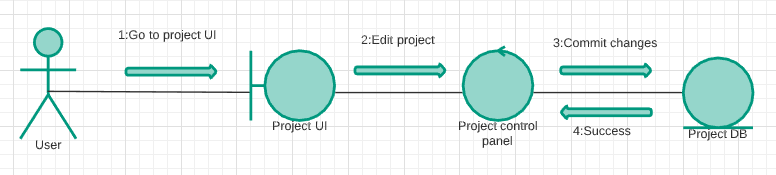 1:Go to project UI
2:Edit project
3:Commit changes
Project UI
Project control
panel
4:Success
Project DB
User